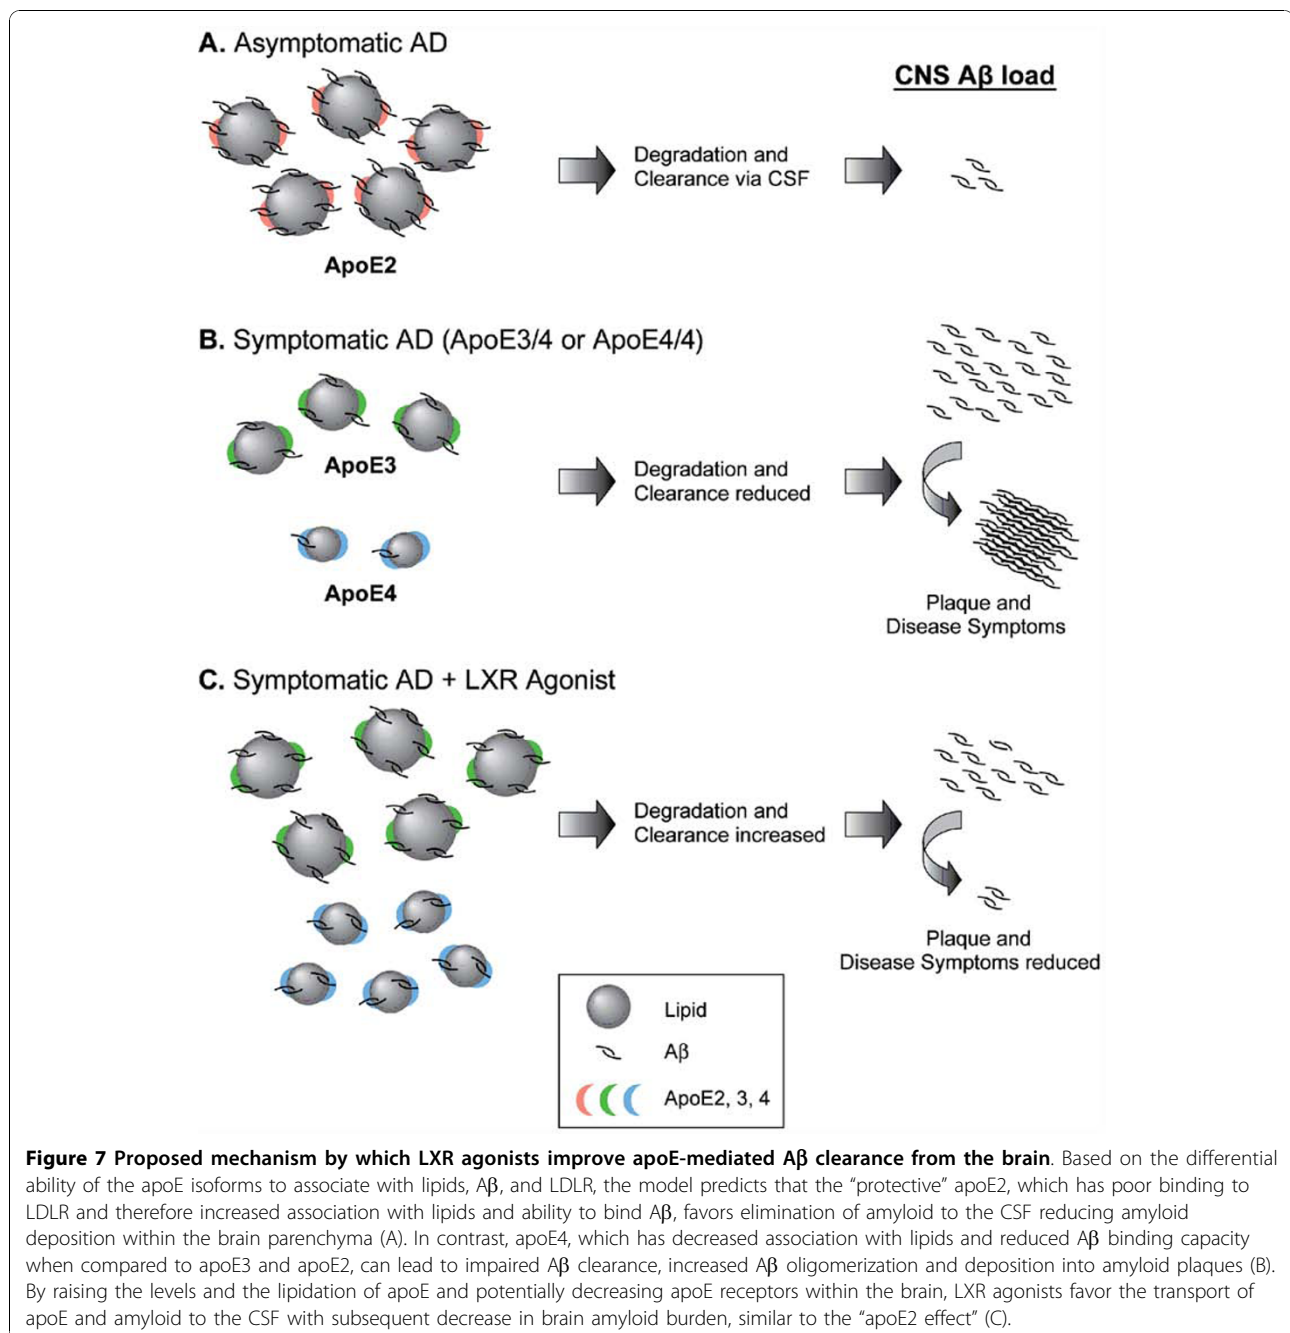 A. Asymptomatic AD
CNS Aβ load
Degradation and
Clearance via CSF
ApoE2
B. Symptomatic AD (ApoE3/4 or ApoE4/4)
ApoE3
Degradation and
Clearance reduced
ApoE4
Plaque and
Disease Symptoms
C. Symptomatic AD + LXR Agonist
Degradation and
Clearance increased
Plaque and
Disease Symptoms reduced
Lipid
Aβ
ApoE2, 3, 4
Figure 7 Proposed mechanism by which LXR agonists improve apoE-mediated Aβ clearance from the brain. Based on the differential
ability of the apoE isoforms to associate with lipids, Aβ, and LDLR, the model predicts that the “protective” apoE2, which has poor binding to
LDLR and therefore increased association with lipids and ability to bind Aβ, favors elimination of amyloid to the CSF reducing amyloid
deposition within the brain parenchyma (A). In contrast, apoE4, which has decreased association with lipids and reduced Aβ binding capacity
when compared to apoE3 and apoE2, can lead to impaired Aβ clearance, increased Aβ oligomerization and deposition into amyloid plaques (B).
By raising the levels and the lipidation of apoE and potentially decreasing apoE receptors within the brain, LXR agonists favor the transport of
apoE and amyloid to the CSF with subsequent decrease in brain amyloid burden, similar to the “apoE2 effect” (C).